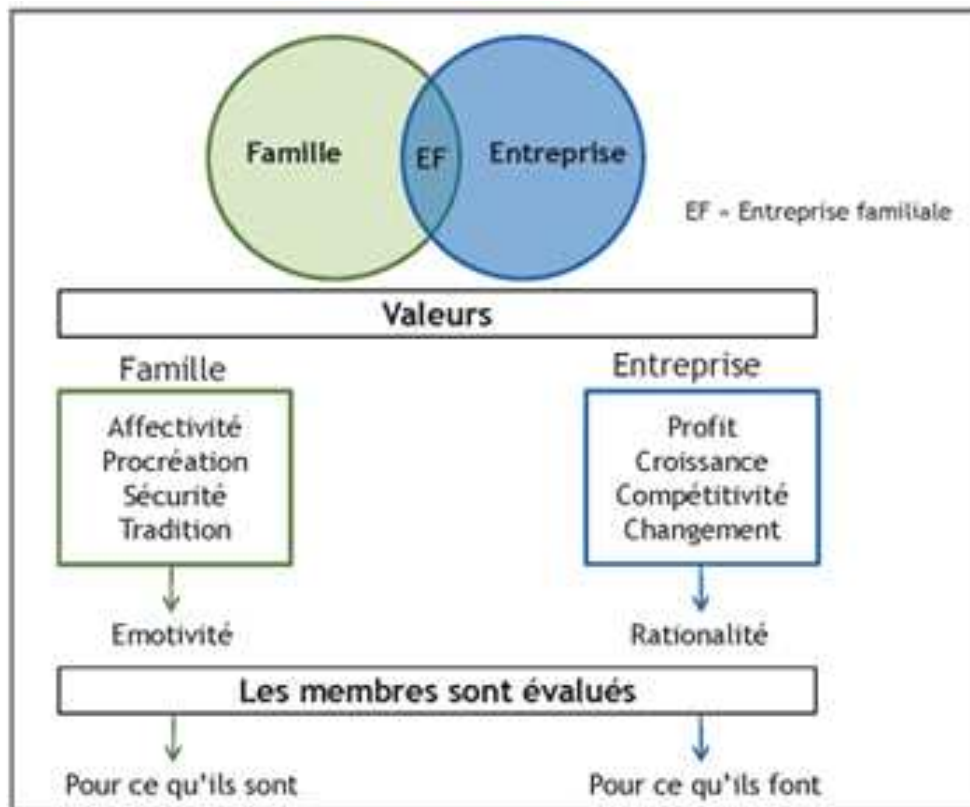 Famille
EF
Entreprise
EF = Entreprise familiale
Valeurs
Famille
Entreprise
Affectivité
Procréation
Sécurité
Tradition
Profit
Croissance
Compétitivité
Changement
Emotivité
Rationalité
Les membres sont évalués
Pour ce qu'ils sont
Pour ce qu'ils font